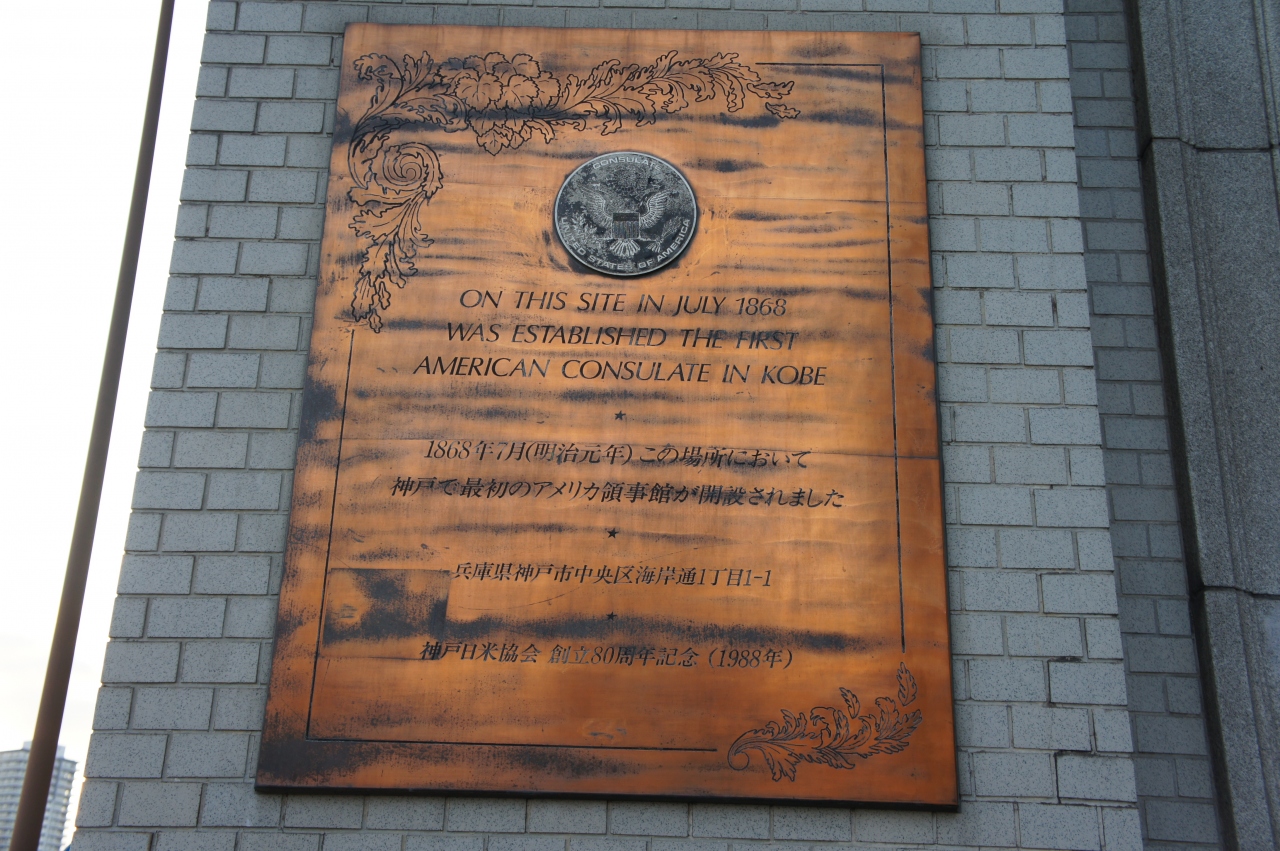 CONSULATE
UNITED STATES OF AMERICA
ON THIS SITE IN JULY 1868
WAS ESTABLISHED THE FIRST
AMERICAN CONSULATE IN KOBE
1868年7月(明治元年)この場所において
神戸で最初のアメリカ領事館が開設されました
兵庫県神戸市中央区海岸通1丁目1-1
神戸日米協会 創立80周年記念 (1988年)